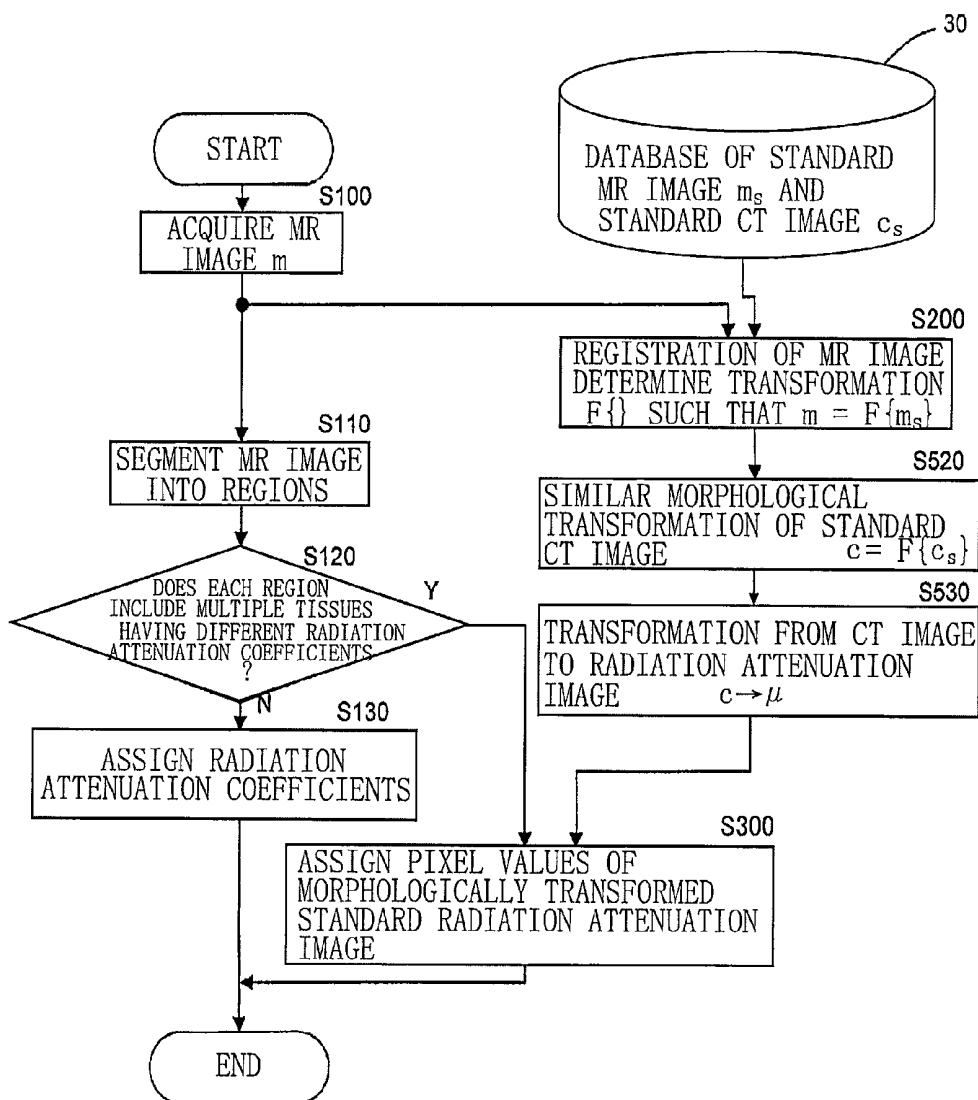 30
START
DATABASE OF STANDARD
MR IMAGE ms AND
STANDARD CT IMAGE cs
S100
ACQUIRE MR
IMAGE m
S200
REGISTRATION OF MR IMAGE
DETERMINE TRANSFORMATION
F{} SUCH THAT m = F{ms}
S110
SEGMENT MR IMAGE
INTO REGIONS
S520
SIMILAR MORPHOLOGICAL
TRANSFORMATION OF STANDARD
CT IMAGE c = F{cs}
S120
DOES EACH REGION
INCLUDE MULTIPLE TISSUES
HAVING DIFFERENT RADIATION
ATTENUATION COEFFICIENTS
?
Y
N
S530
TRANSFORMATION FROM CT IMAGE
TO RADIATION ATTENUATION
IMAGE c→μ
S130
ASSIGN RADIATION
ATTENUATION COEFFICIENTS
S300
ASSIGN PIXEL VALUES OF
MORPHOLOGICALLY TRANSFORMED
STANDARD RADIATION ATTENUATION
IMAGE
END